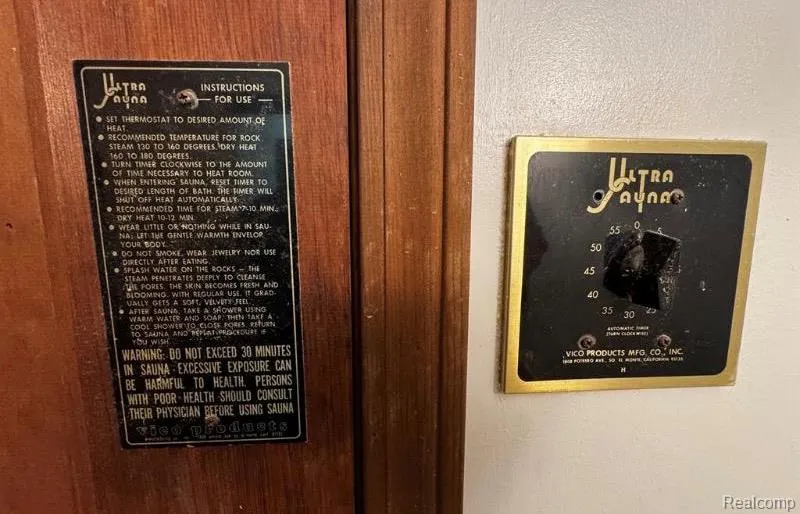 ULTRA SAUNA
INSTRUCTIONS
FOR USE
• SET THERMOSTAT TO DESIRED AMOUNT OF
HEAT.
• RECOMMENDED TEMPERATURE FOR ROCK
STEAM 130 TO 160 DEGREES. DRY HEAT
160 TO 180 DEGREES.
• TURN TIMER CLOCKWISE TO THE AMOUNT
OF TIME NECESSARY TO HEAT ROOM.
• WHEN ENTERING SAUNA, RESET TIMER TO
DESIRED LENGTH OF BATH. THE TIMER WILL
SHUT OFF HEAT AUTOMATICALLY.
• RECOMMENDED TIME FOR STEAM 7-10 MIN.
DRY HEAT 10-12 MIN
• WEAR LITTLE OR NOTHING WHILE IN SAU-
NA; LET THE GENTLE WARMTH ENVELOP
YOUR BODY.
• DO NOT SMOKE, WEAR JEWELRY NOR USE
DIRECTLY AFTER EATING.
• SPLASH WATER ON THE ROCKS — THE
STEAM PENETRATES DEEPLY TO CLEANSE
THE PORES. THE SKIN BECOMES FRESH AND
BLOOMING. WITH REGULAR USE, IT GRAD-
UALLY GETS A SOFT, VELVETY FEEL.
• AFTER SAUNA, TAKE A SHOWER USING
WARM WATER AND SOAP. THEN TAKE A
COOL SHOWER TO CLOSE PORES. RETURN
TO SAUNA AND REPEAT PROCEDURE IF
YOU WISH.
WARNING: DO NOT EXCEED 30 MINUTES
IN SAUNA - EXCESSIVE EXPOSURE CAN
BE HARMFUL TO HEALTH. PERSONS
WITH POOR HEALTH SHOULD CONSULT
THEIR PHYSICIAN BEFORE USING SAUNA
vico products
ULTRA
SAUNA
55 0 5
50
45
40
35 30 25
AUTOMATIC TIMER
(TURN CLOCKWISE)
VICO PRODUCTS MFG. CO., INC.
POTRERO AVE., SO. EL MONTE, CALIFORNIA
H
Realcomp